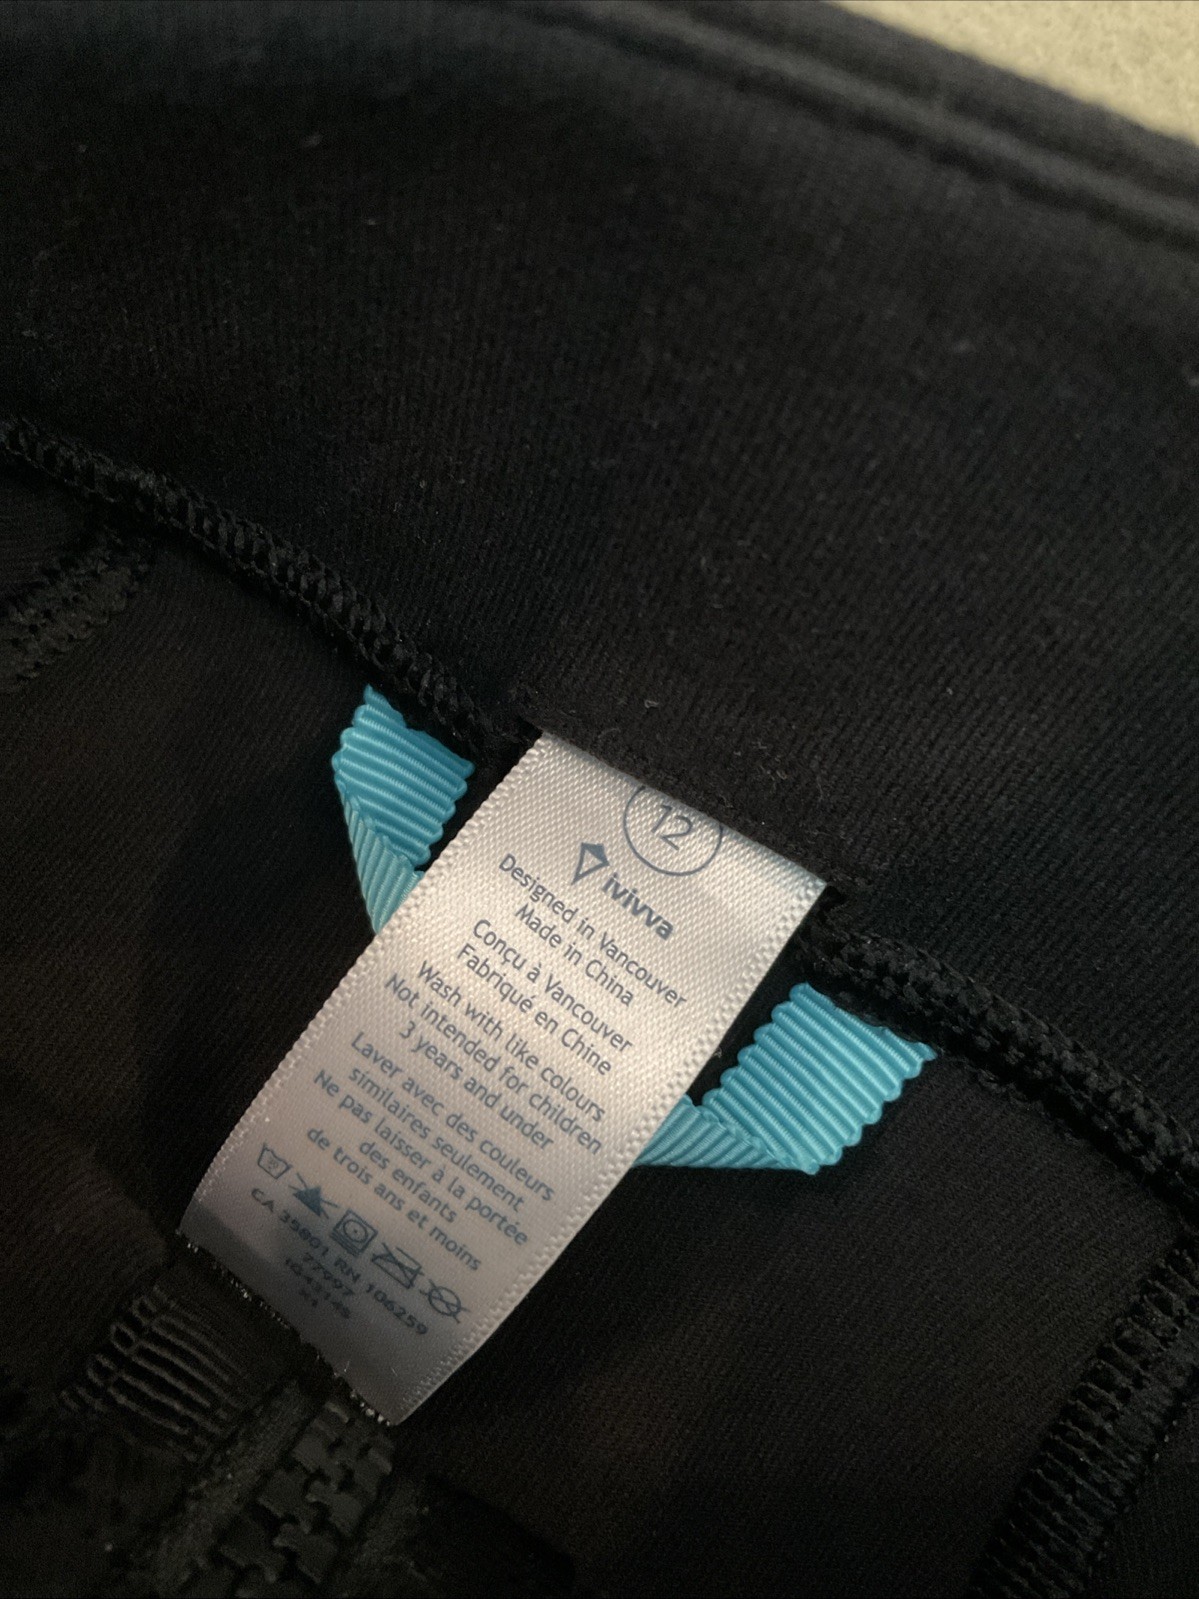 12
ivivva
Designed in Vancouver
Made in China
Conçu à Vancouver
Fabriqué en Chine
Wash with like colours
Not intended for children
3 years and under
Laver avec des couleurs
similaires seulement
Ne pas laisser à la portée
des enfants
de trois ans et moins
CA 35801 RN 106259
77997